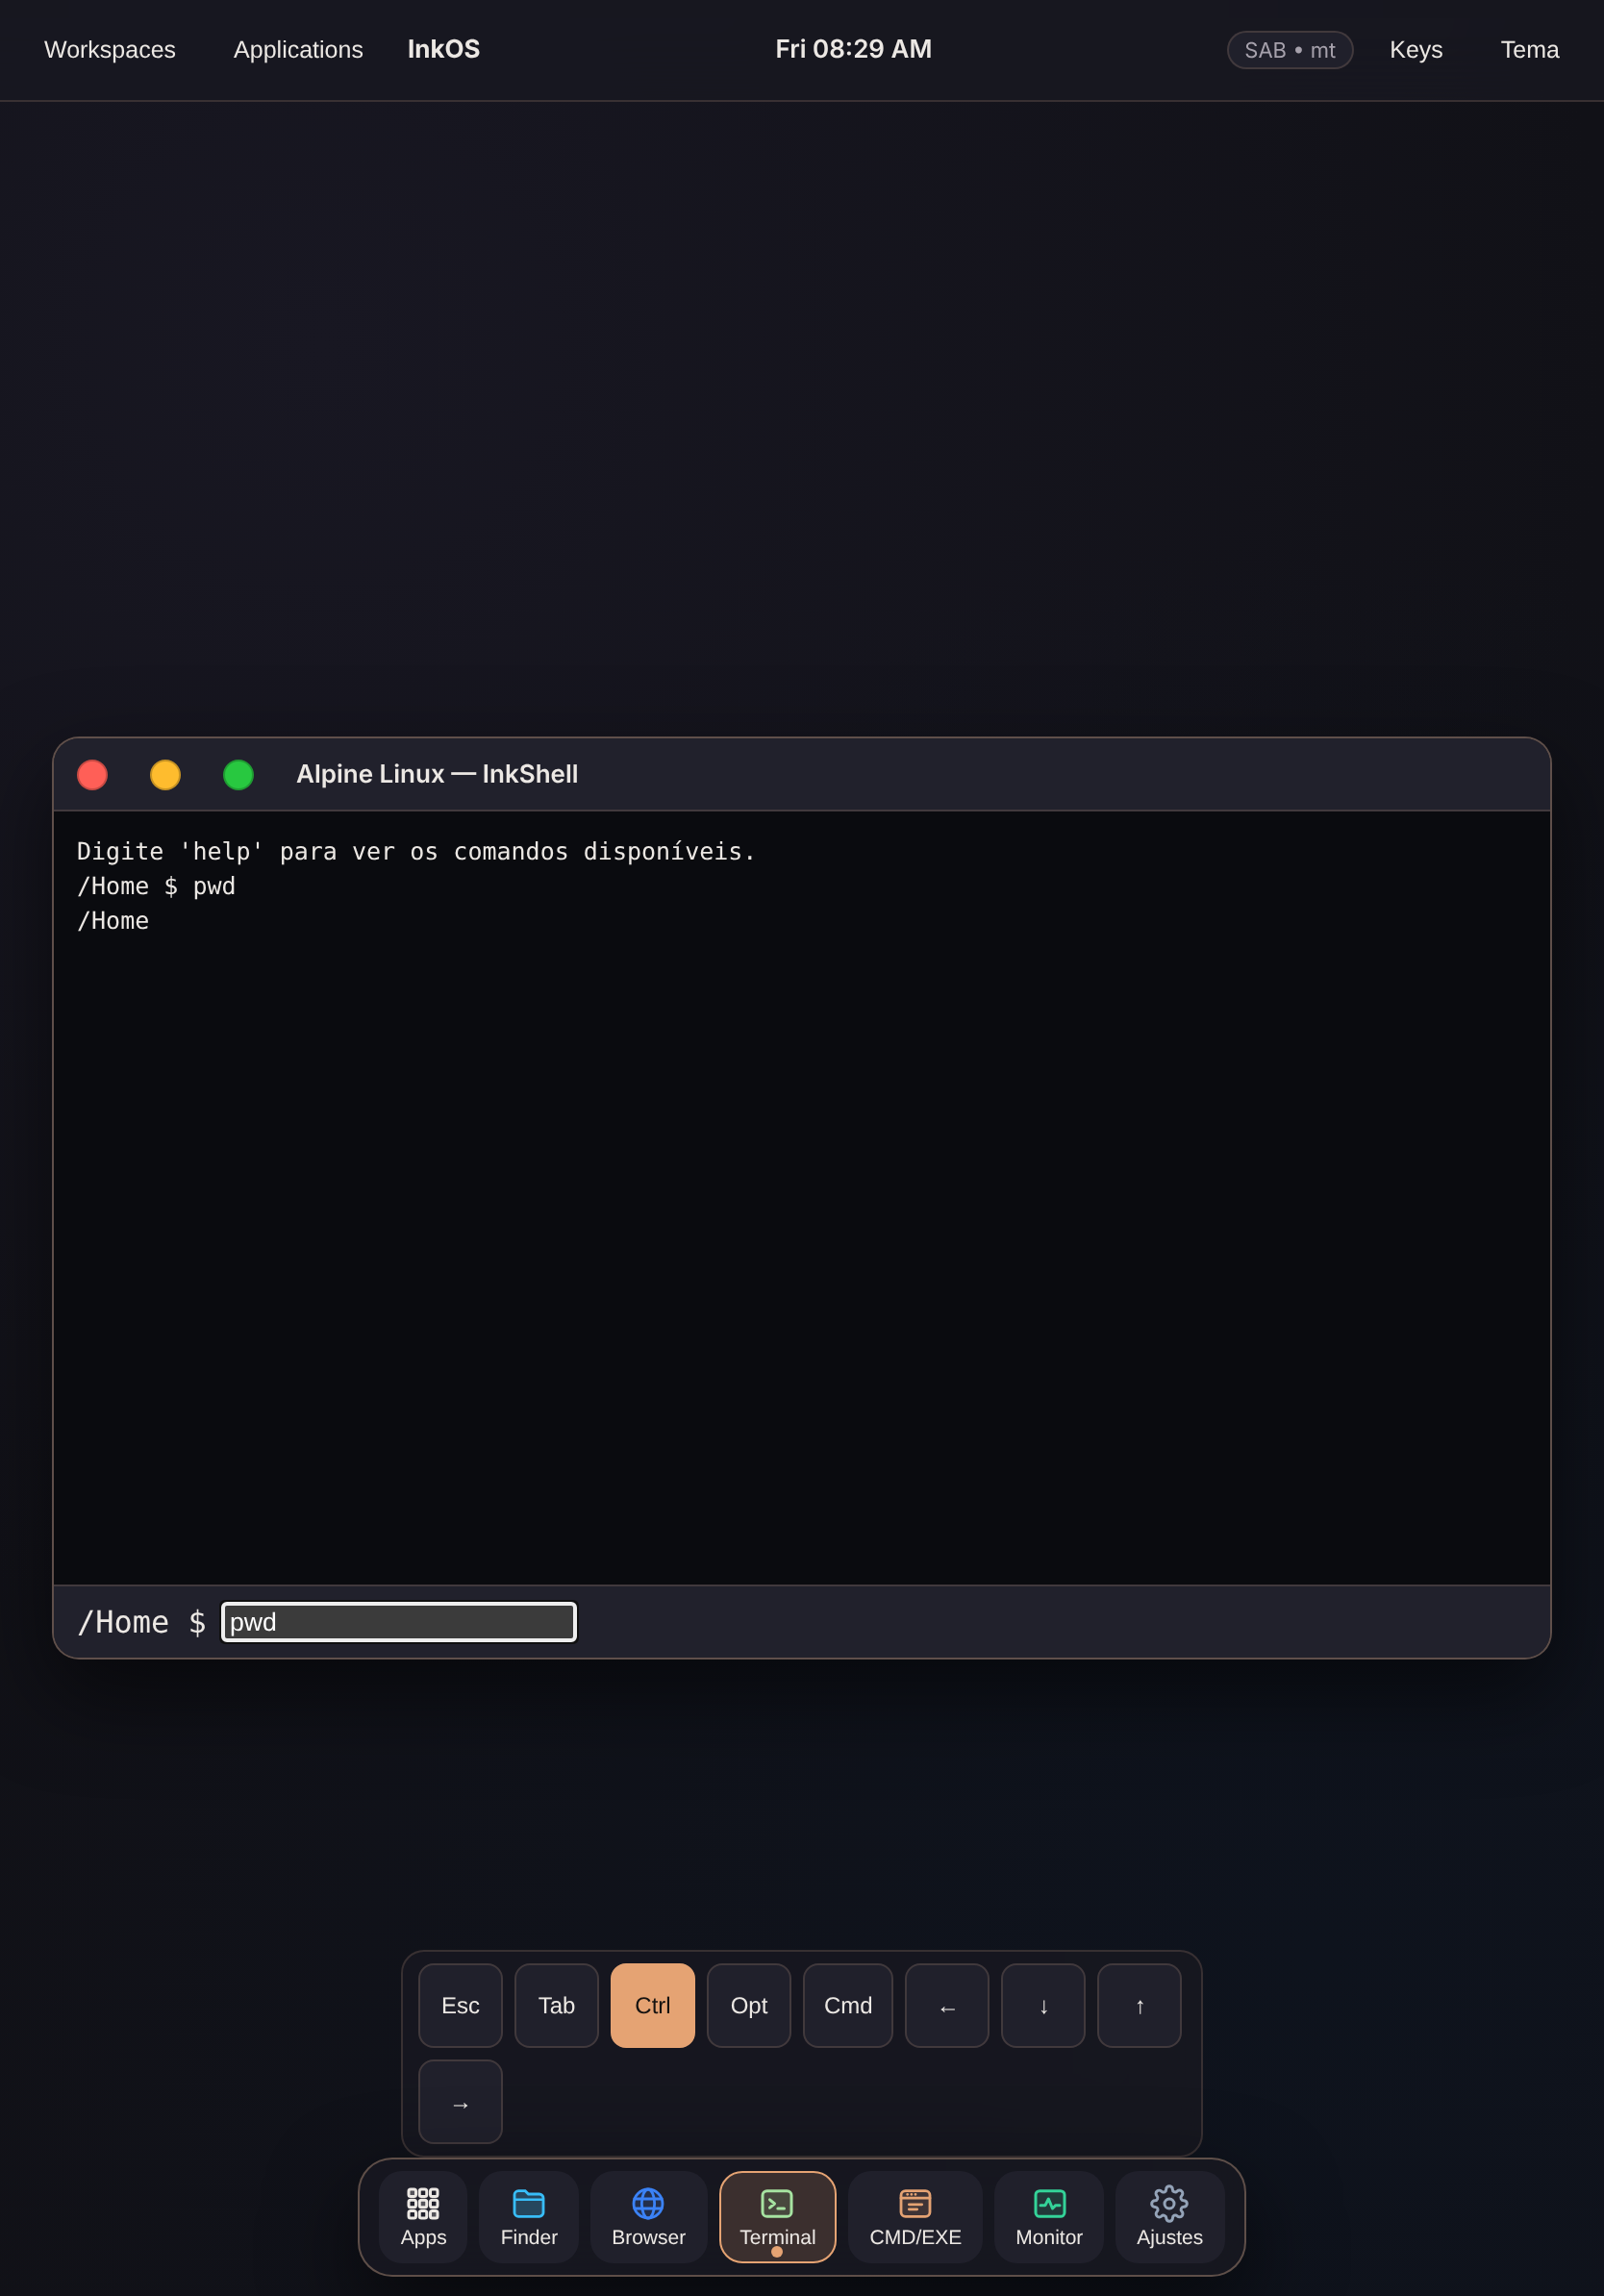 Workspaces Applications InkOS Fri 08:29 AM SAB • mt Keys Tema
Alpine Linux — InkShell
Digite 'help' para ver os comandos disponíveis.
/Home $ pwd
/Home
/Home $ pwd
Esc Tab Ctrl Opt Cmd ← ↓ ↑
→
Apps Finder Browser Terminal CMD/EXE Monitor Ajustes